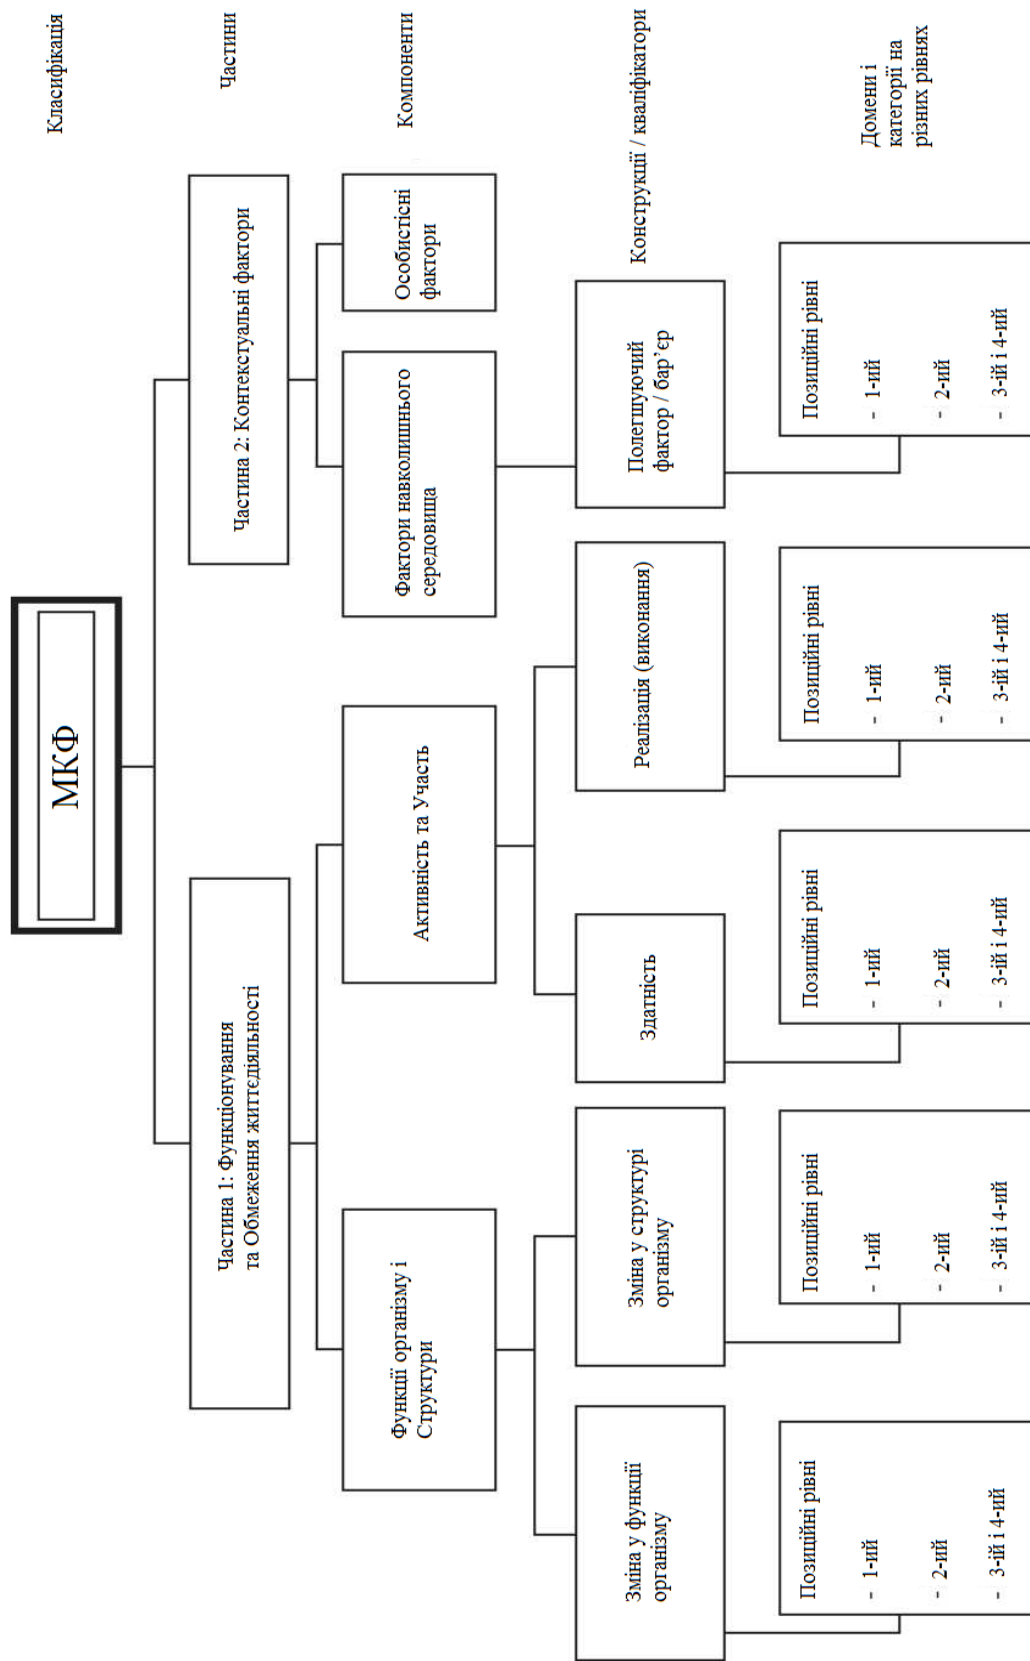 МКФ
Класифікація
Частина 1: Функціонування
та Обмеження життєдіяльності
Частина 2: Контекстуальні фактори
Частини
Функції організму і
Структури
Активність та Участь
Фактори навколишнього
середовища
Особистісні
фактори
Компоненти
Зміна у функції
організму
Зміна у структурі
організму
Здатність
Реалізація (виконання)
Полегшуючий
фактор / бар’єр
Конструкції / кваліфікатори
Позиційні рівні
- 1-ий
- 2-ий
- 3-ій і 4-ий
Позиційні рівні
- 1-ий
- 2-ий
- 3-ій і 4-ий
Позиційні рівні
- 1-ий
- 2-ий
- 3-ій і 4-ий
Позиційні рівні
- 1-ий
- 2-ий
- 3-ій і 4-ий
Позиційні рівні
- 1-ий
- 2-ий
- 3-ій і 4-ий
Домени і
категорії на
різних рівнях